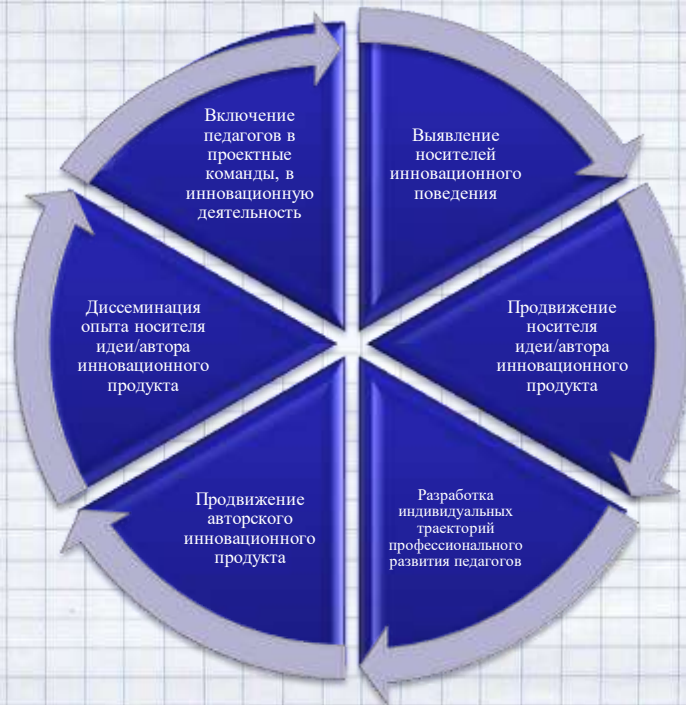 Включение
педагогов в
проектные
команды, в
инновационную
деятельность
Выявление
носителей
инновационного
поведения
Диссеминация
опыта носителя
идеи/автора
инновационного
продукта
Продвижение
носителя
идеи/автора
инновационного
продукта
Продвижение
авторского
инновационного
продукта
Разработка
индивидуальных
траекторий
профессионального
развития педагогов